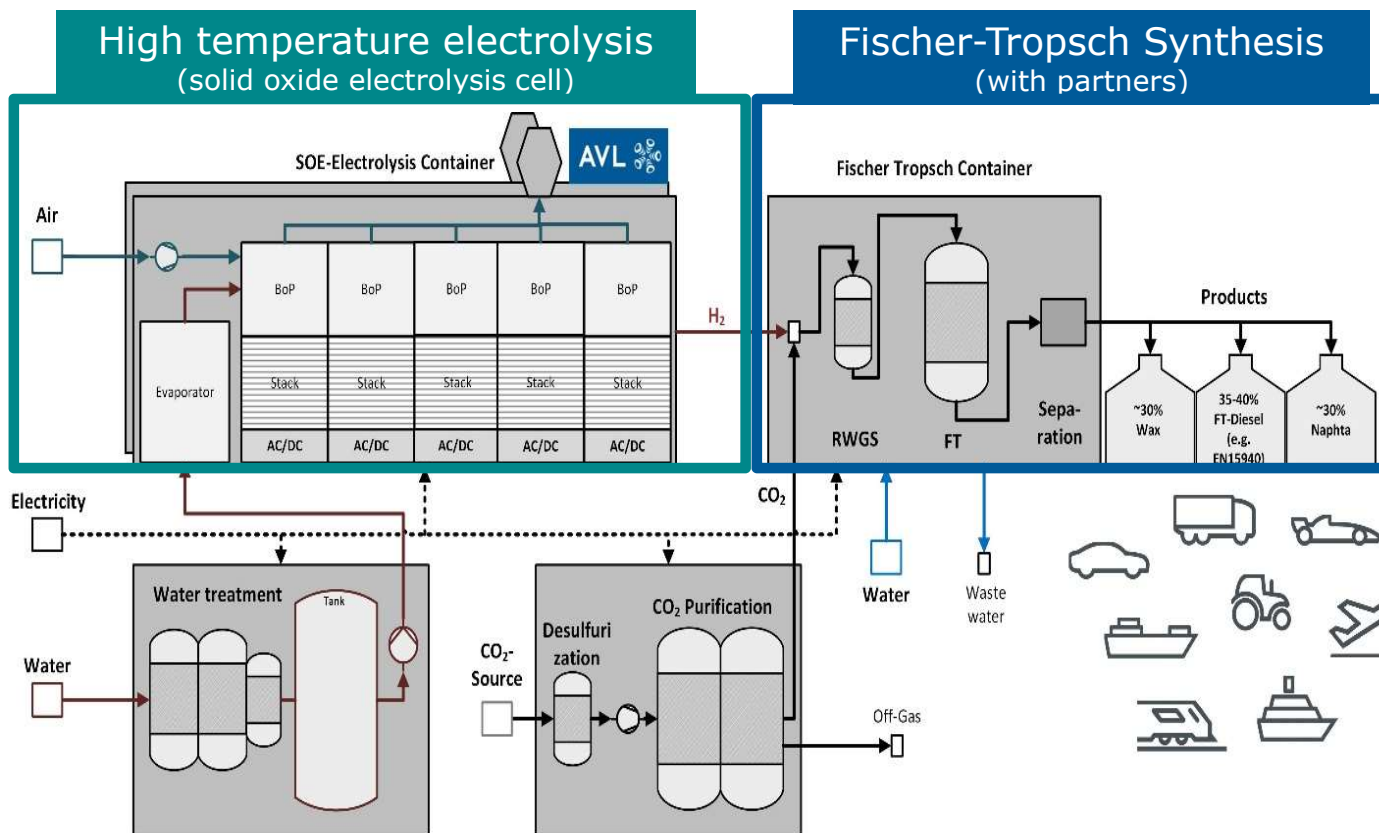 High temperature electrolysis
(solid oxide electrolysis cell)
Fischer-Tropsch Synthesis
(with partners)
SOE-Electrolysis Container
AVL
Air
BoP
BoP
BoP
BoP
BoP
Evaporator
Stack
Stack
Stack
Stack
Stack
AC/DC
AC/DC
AC/DC
AC/DC
AC/DC
H₂
Fischer Tropsch Container
RWGS
FT
Sepa-
ration
Products
~30%
Wax
35-40%
FT-Diesel
(e.g.
EN15940)
~30%
Naphta
Electricity
CO₂
Water treatment
Tank
Water
CO₂ Purification
Desulfuri
zation
CO₂-
Source
Off-Gas
Water
Waste
water